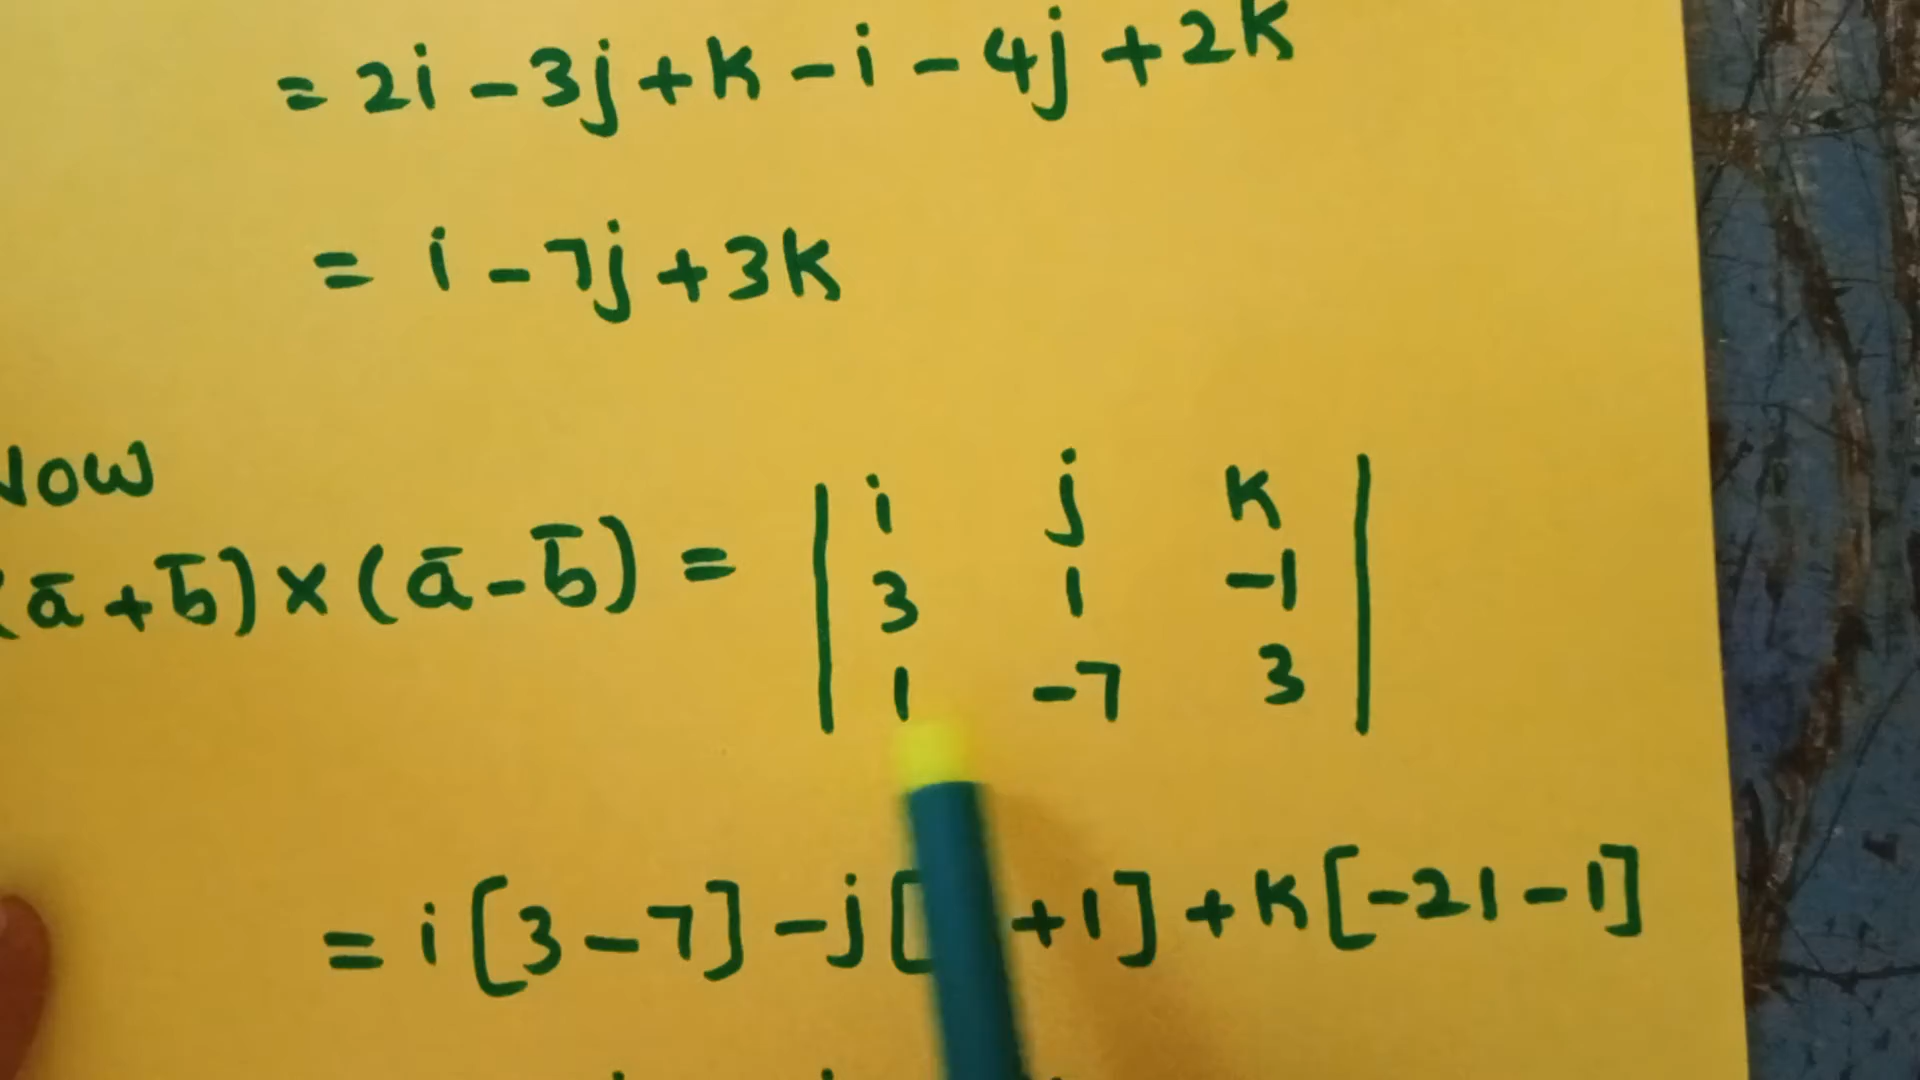 = 2i - 3j + k - i - 4j + 2k
= i - 7j + 3k
Now
(ā + b̄) × (ā - b̄) = | i j k |
| 3 1 -1 |
| 1 -7 3 |
= i [3 - 7] - j [ + 1] + k [-21 - 1]